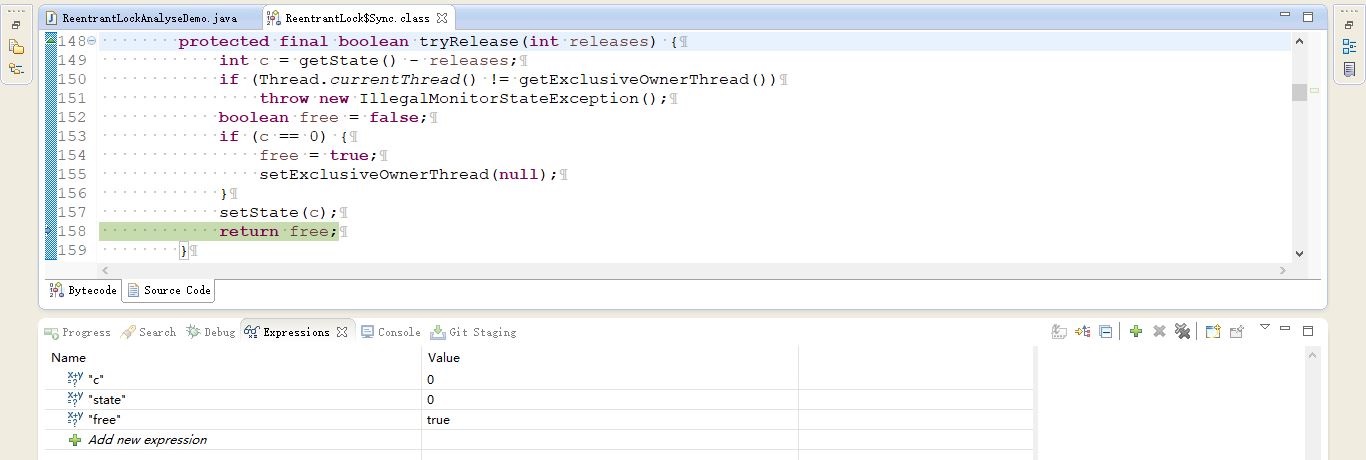 ReentrantLockAnalyseDemo.java ReentrantLock$Sync.class
148 protected final boolean tryRelease(int releases) {
149 int c = getState() - releases;
150 if (Thread.currentThread() != getExclusiveOwnerThread())
151 throw new IllegalMonitorStateException();
152 boolean free = false;
153 if (c == 0) {
154 free = true;
155 setExclusiveOwnerThread(null);
156 }
157 setState(c);
158 return free;
159 }
Bytecode Source Code
Progress Search Debug Expressions Console Git Staging
Name Value
"c" 0
"state" 0
"free" true
Add new expression